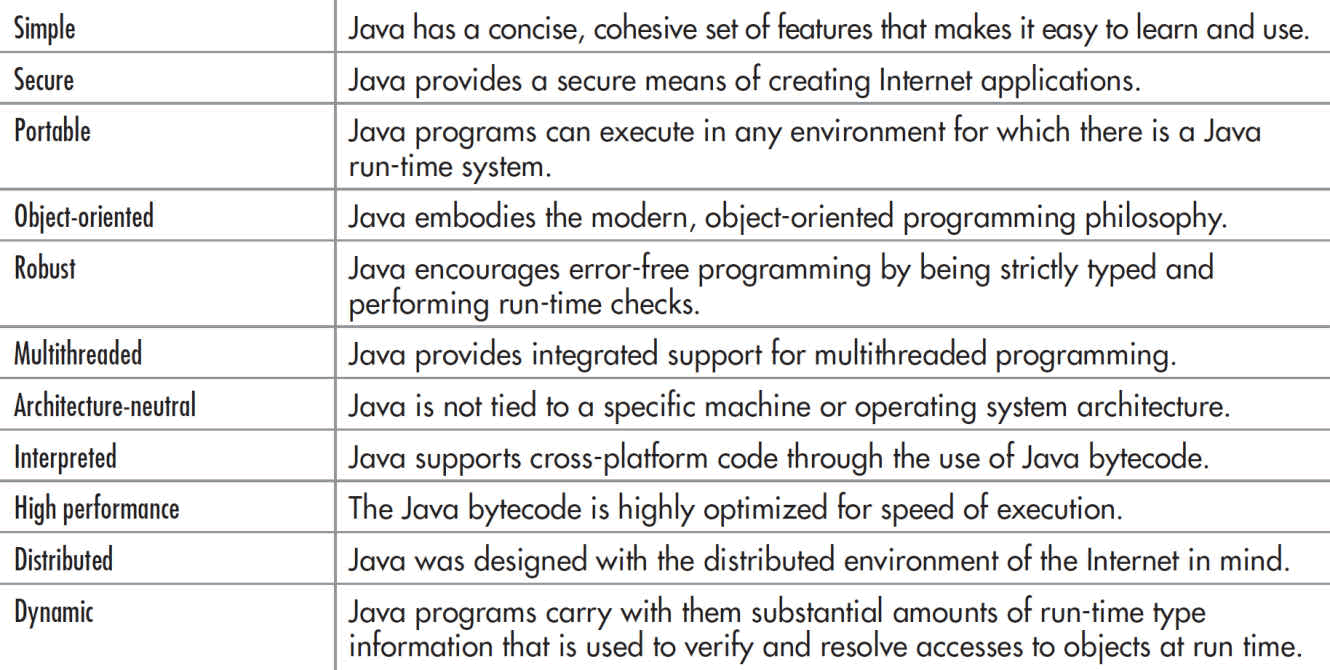 Simple Java has a concise, cohesive set of features that makes it easy to learn and use.
Secure Java provides a secure means of creating Internet applications.
Portable Java programs can execute in any environment for which there is a Java
run-time system.
Object-oriented Java embodies the modern, object-oriented programming philosophy.
Robust Java encourages error-free programming by being strictly typed and
performing run-time checks.
Multithreaded Java provides integrated support for multithreaded programming.
Architecture-neutral Java is not tied to a specific machine or operating system architecture.
Interpreted Java supports cross-platform code through the use of Java bytecode.
High performance The Java bytecode is highly optimized for speed of execution.
Distributed Java was designed with the distributed environment of the Internet in mind.
Dynamic Java programs carry with them substantial amounts of run-time type
information that is used to verify and resolve accesses to objects at run time.